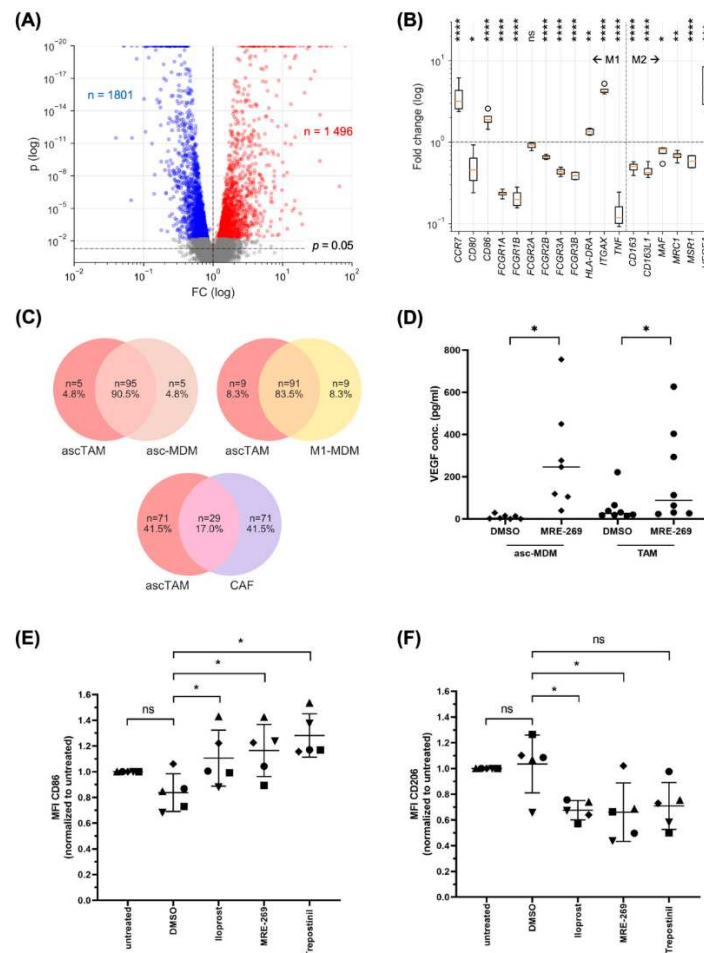 (A)
10^-20
10^-17
10^-14
10^-11
10^-8
10^-5
10^-2
p (log)
n = 1801
n = 1 496
p = 0.05
10^-2
10^-1
10^0
10^1
10^2
FC (log)
(B)
**** * **** **** **** ns **** **** **** ** **** **** **** **** * ** ****
← M1
M2 →
Fold change (log)
10^1
10^0
10^-1
CCR7
CD80
CD86
FCGR1A
FCGR1B
FCGR2A
FCGR2B
FCGR3A
FCGR3B
HLA-DRA
ITGAX
TNF
CD163
CD163L1
MAF
MRC1
MSR1
(C)
n=5
4.8%
n=95
90.5%
n=5
4.8%
ascTAM
asc-MDM
n=9
8.3%
n=91
83.5%
n=9
8.3%
ascTAM
M1-MDM
n=71
41.5%
n=29
17.0%
n=71
41.5%
ascTAM
CAF
(D)
VEGF conc. (pg/ml)
800
600
400
200
0
*
*
DMSO
MRE-269
DMSO
MRE-269
asc-MDM
TAM
(E)
MFI CD86
(normalized to untreated)
1.6
1.4
1.2
1.0
0.8
0.6
0.4
0.2
0.0
*
*
*
ns
untreated
DMSO
Iloprost
MRE-269
Trepostinil
(F)
MFI CD206
(normalized to untreated)
1.6
1.4
1.2
1.0
0.8
0.6
0.4
0.2
0.0
ns
*
*
ns
untreated
DMSO
Iloprost
MRE-269
Trepostinil